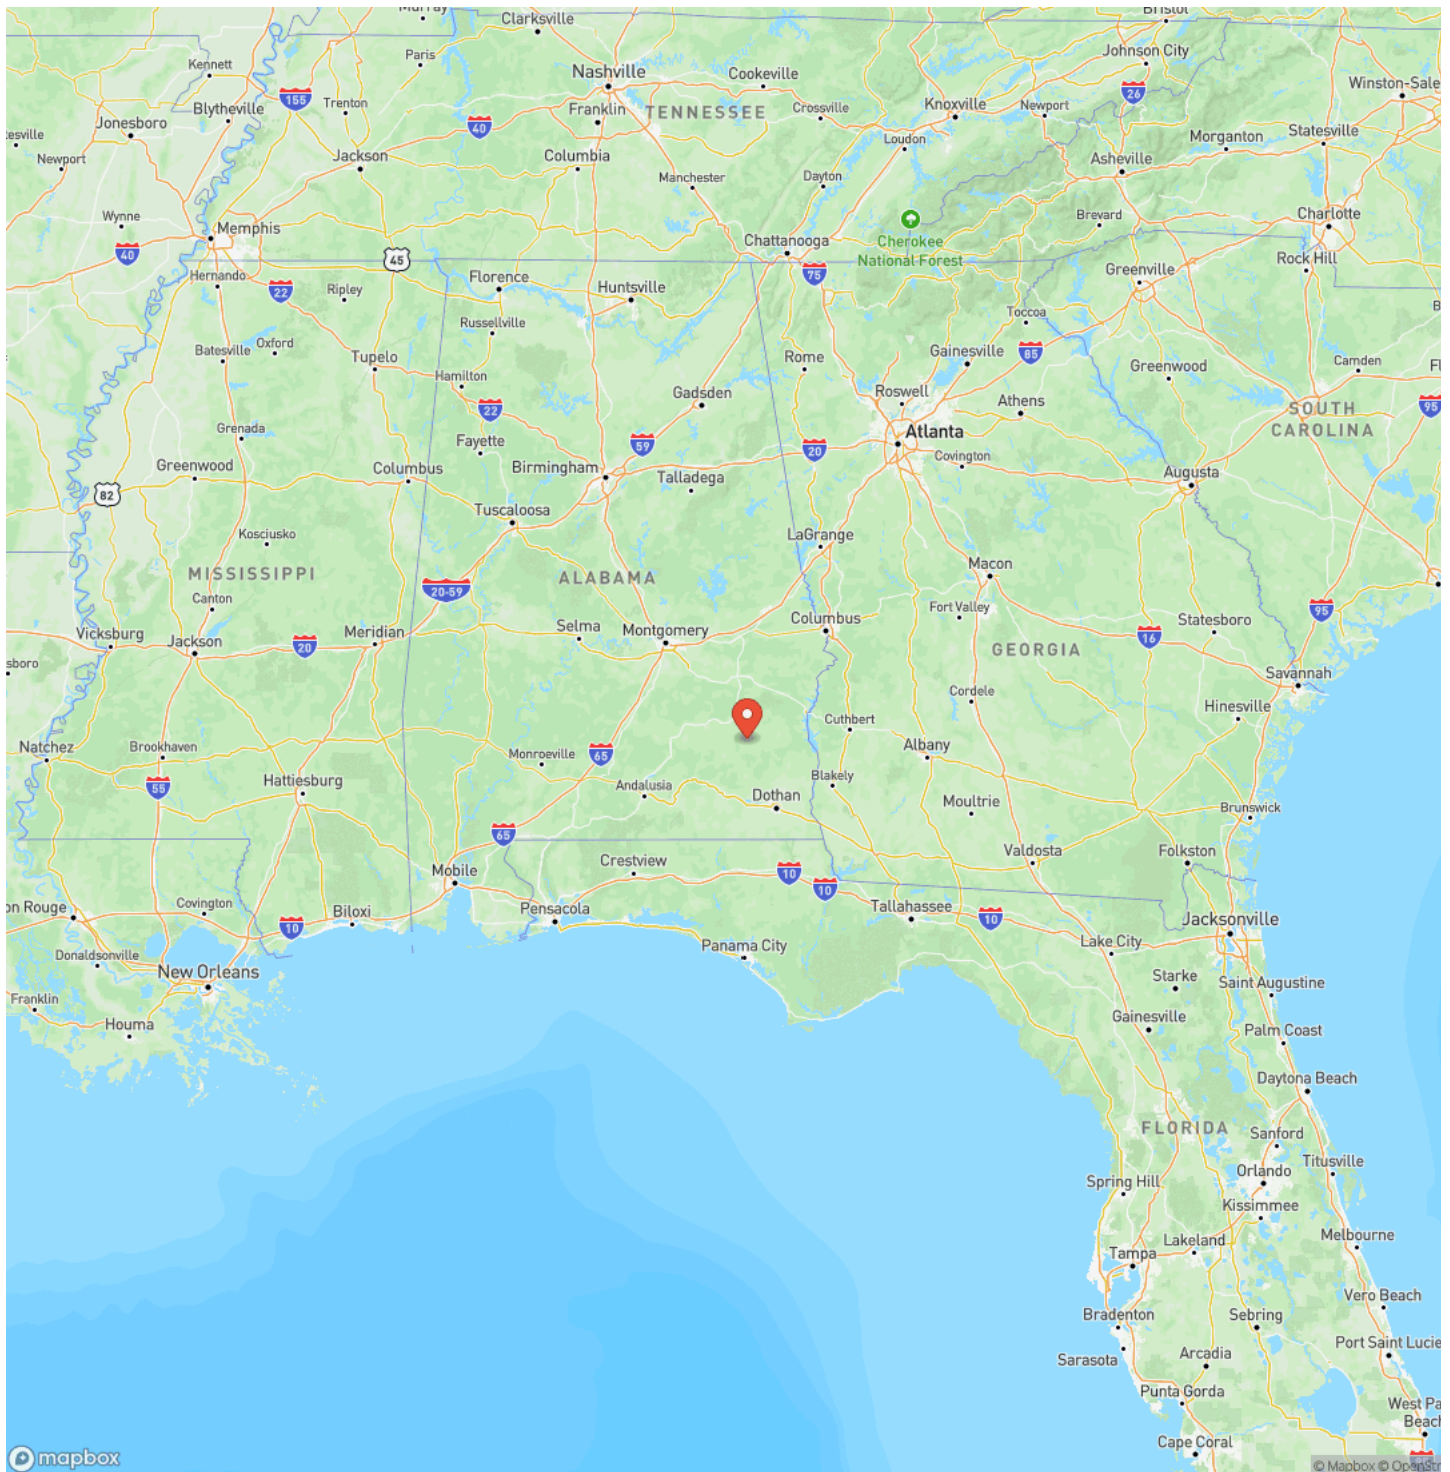 Clarksville
Bristol
Paris
Johnson City
Kennett
Nashville
Cookeville
Winston-Sale
155
Trenton
TENNESSEE
Crossville
Knoxville
Newport
26
Blytheville
Franklin
Jonesboro
40
Statesville
Loudon
Morganton
Newport
Jackson
Columbia
Asheville
Manchester
Dayton
Wynne
Brevard
Charlotte
Memphis
Chattanooga
Cherokee
National Forest
40
45
Rock Hill
Hernando
Florence
75
Greenville
22
Ripley
Huntsville
Russellville
Toccoa
Batesville
Oxford
Tupelo
Rome
Gainesville
85
Greenwood
Camden
Hamilton
Gadsden
Roswell
Athens
22
SOUTH
CAROLINA
95
Grenada
Fayette
59
Atlanta
20
Covington
Greenwood
Columbus
Birmingham
Talladega
Augusta
82
Tuscaloosa
Kosciusko
LaGrange
MISSISSIPPI
ALABAMA
Macon
20-59
Canton
Fort Valley
95
Vicksburg
Jackson
20
Meridian
Selma
Montgomery
Columbus
Statesboro
16
GEORGIA
sboro
Savannah
Cordele
Hinesville
Cuthbert
Natchez
Brookhaven
Monroeville
65
Albany
55
Hattiesburg
Andalusia
Dothan
Blakely
Moultrie
Brunswick
65
Valdosta
Folkston
Mobile
Crestview
10
10
on Rouge
Covington
Biloxi
Pensacola
Tallahassee
10
Jacksonville
10
Panama City
Lake City
Donaldsonville
New Orleans
Starke
Saint Augustine
Franklin
Houma
Gainesville
Palm Coast
Daytona Beach
FLORIDA
Sanford
Titusville
Orlando
Spring Hill
Kissimmee
Lakeland
Melbourne
Tampa
Vero Beach
Bradenton
Sebring
Port Saint Lucie
Sarasota
Arcadia
Punta Gorda
West Pa
Beach
Cape Coral
mapbox
© Mapbox © OpenStr